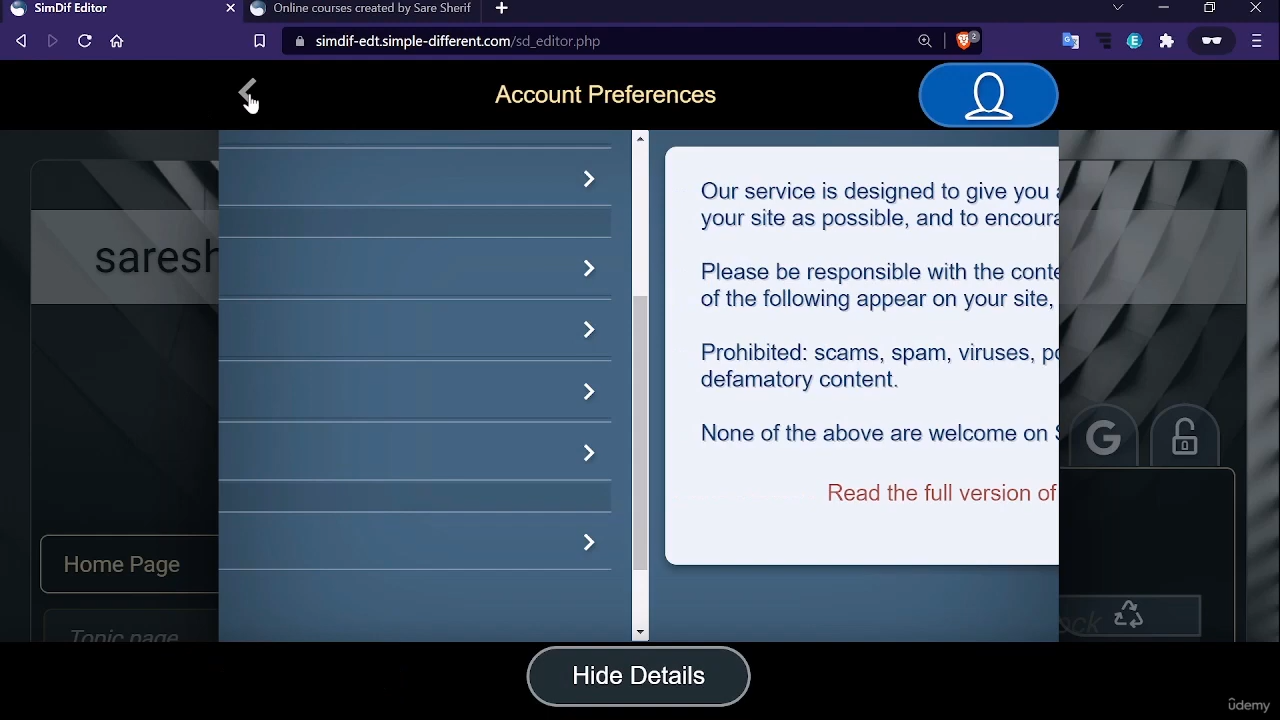 SimDif Editor
Online courses created by Sare Sherif
simdif-edt.simple-different.com/sd_editor.php
2
E
Account Preferences
Our service is designed to give you
your site as possible, and to encoura
saresh
Please be responsible with the conte
of the following appear on your site,
Prohibited: scams, spam, viruses, po
defamatory content.
None of the above are welcome on
G
Read the full version of
Home Page
Topic page
ock
Hide Details
ûdemy